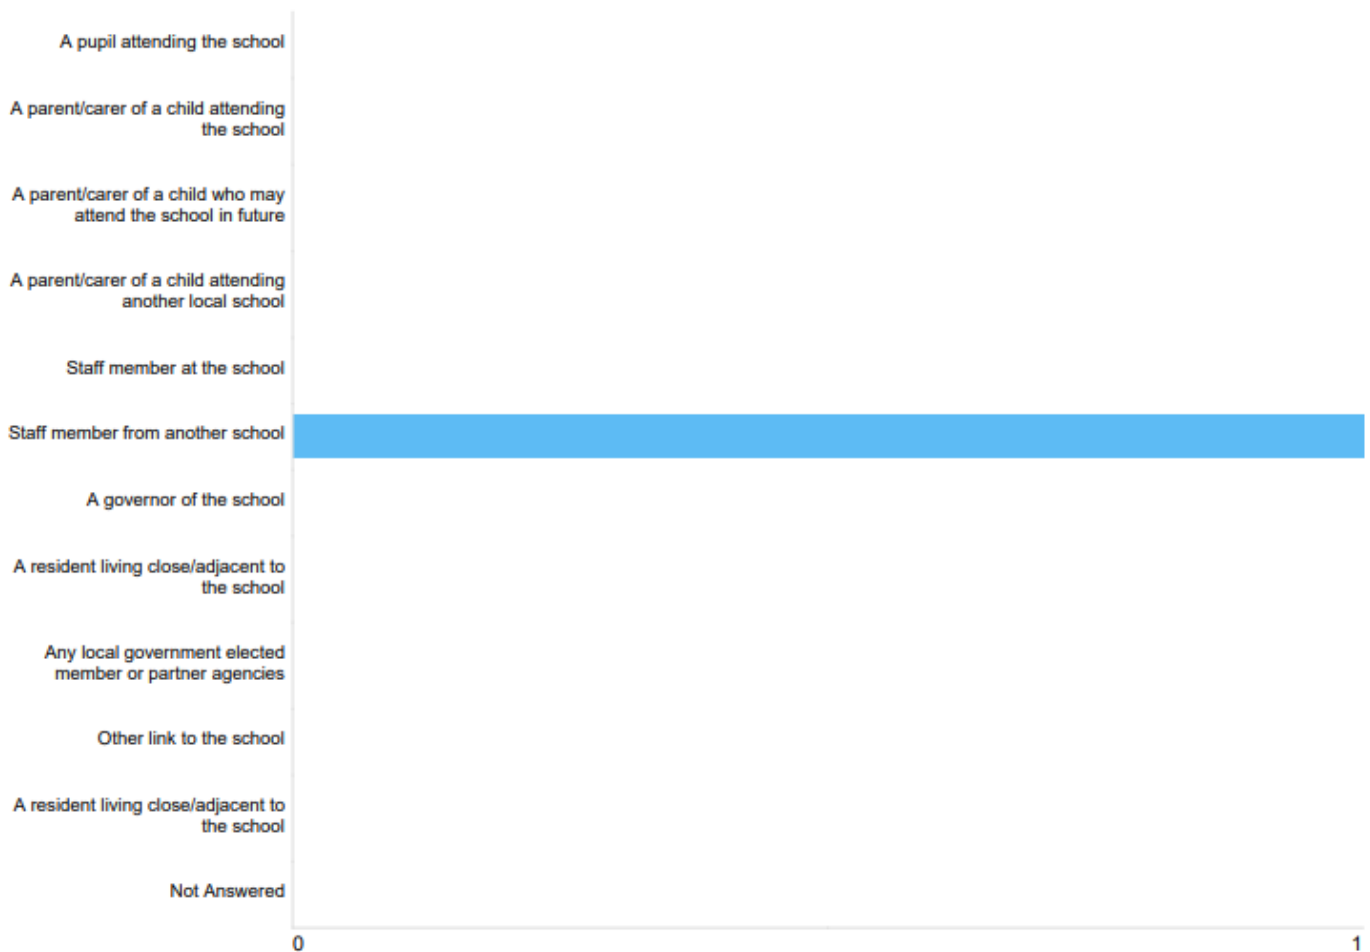 A pupil attending the school
A parent/carer of a child attending
the school
A parent/carer of a child who may
attend the school in future
A parent/carer of a child attending
another local school
Staff member at the school
Staff member from another school
A governor of the school
A resident living close/adjacent to
the school
Any local government elected
member or partner agencies
Other link to the school
A resident living close/adjacent to
the school
Not Answered
0 1